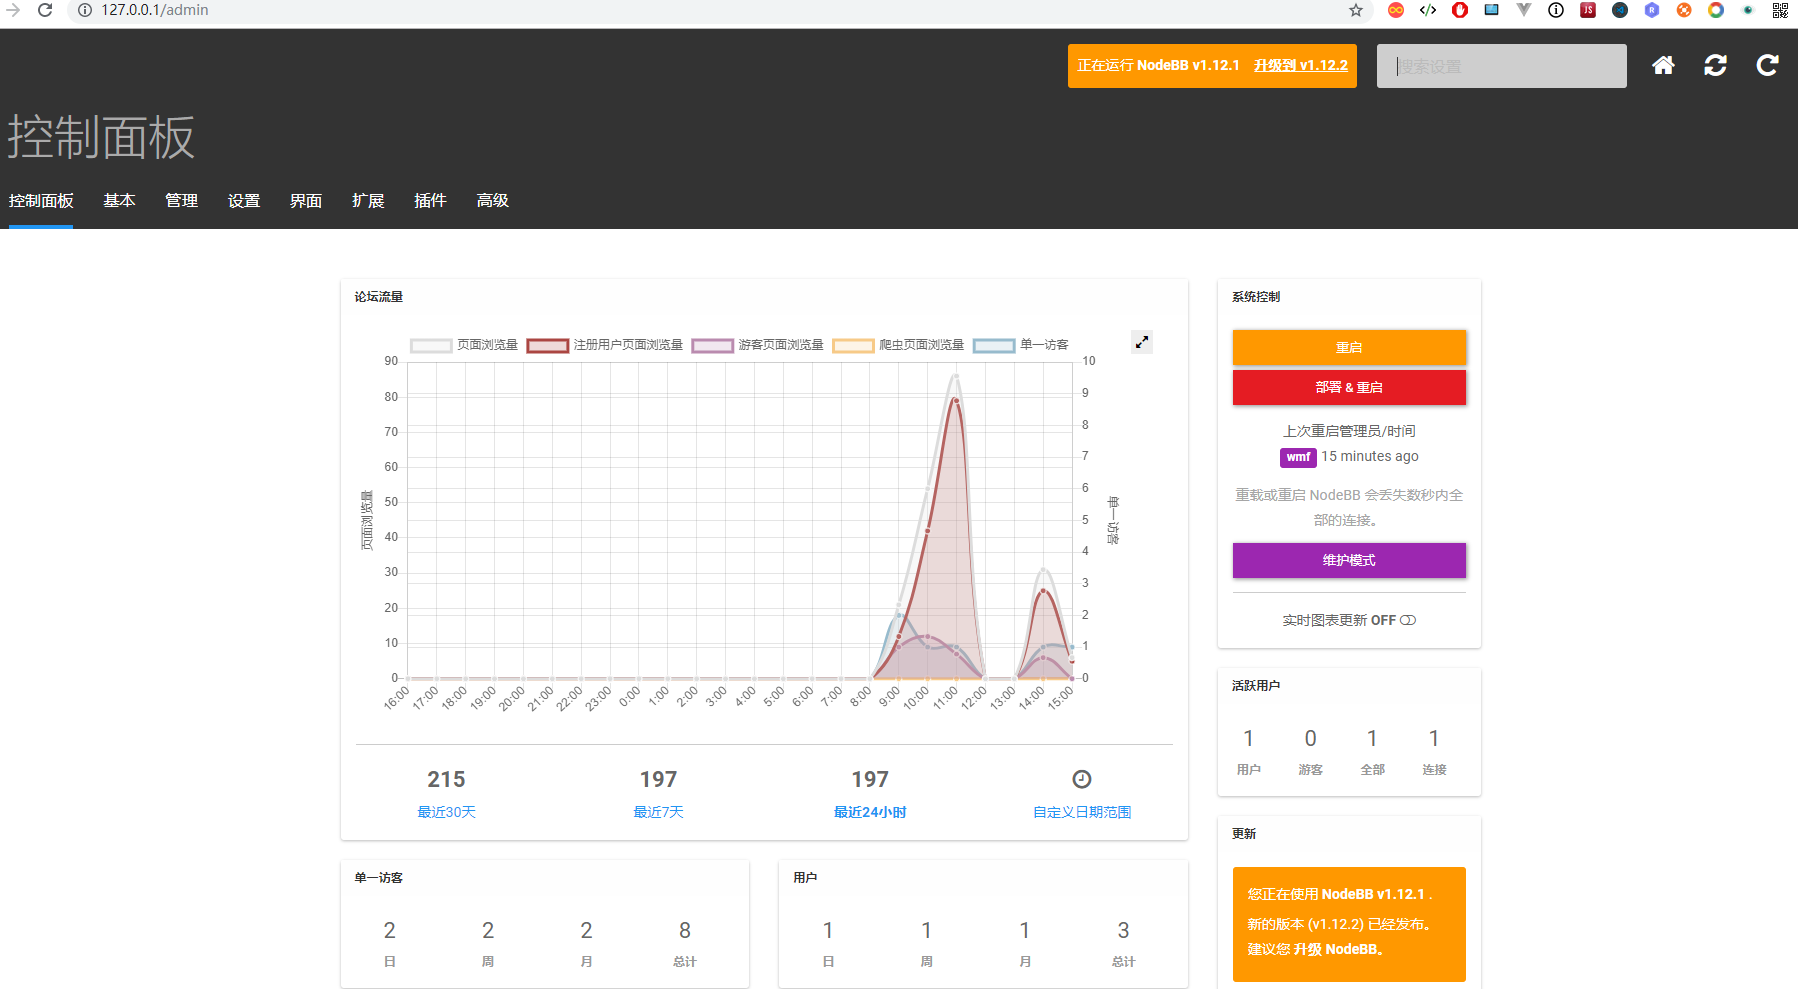 127.0.0.1/admin
正在运行 NodeBB v1.12.1 升级到 v1.12.2
搜索设置
控制面板
控制面板 基本 管理 设置 界面 扩展 插件 高级
论坛流量
页面浏览量 注册用户页面浏览量 游客页面浏览量 爬虫页面浏览量 单一访客
90 80 70 60 50 40 30 20 10 0
页面浏览量
10 9 8 7 6 5 4 3 2 1 0
单一访客
16:00 17:00 18:00 19:00 20:00 21:00 22:00 23:00 0:00 1:00 2:00 3:00 4:00 5:00 6:00 7:00 8:00 9:00 10:00 11:00 12:00 13:00 14:00 15:00
215 197 197
最近30天 最近7天 最近24小时 自定义日期范围
单一访客
2 2 2 8
日 周 月 总计
用户
1 1 1 3
日 周 月 总计
系统控制
重启
部署 & 重启
上次重启管理员/时间
wmf 15 minutes ago
重载或重启 NodeBB 会丢失数秒内全
部的连接。
维护模式
实时图表更新 OFF
活跃用户
1 0 1 1
用户 游客 全部 连接
更新
您正在使用 NodeBB v1.12.1 .
新的版本 (v1.12.2) 已经发布。
建议您 升级 NodeBB。